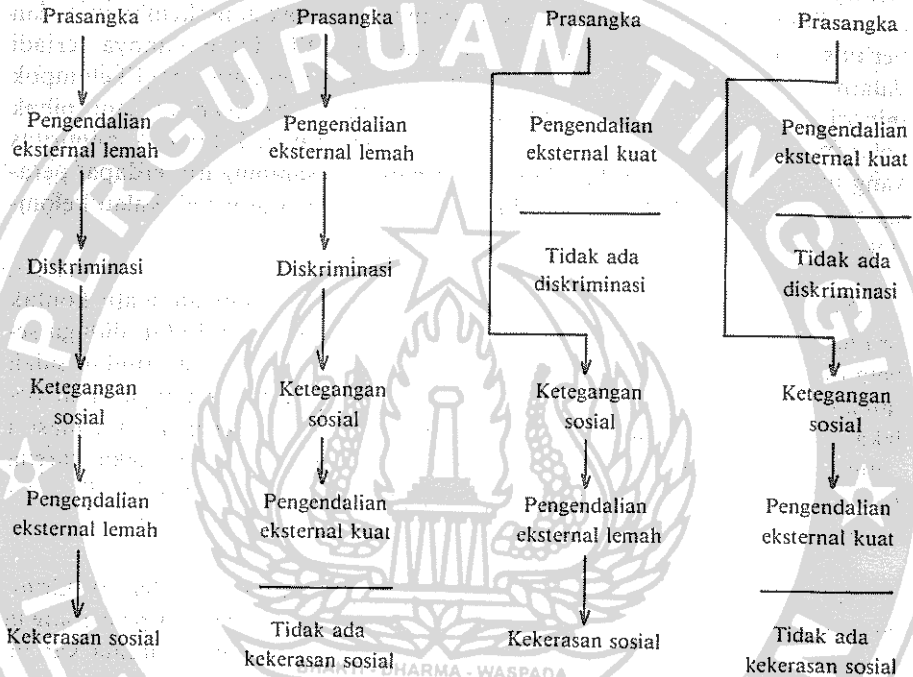 Prasangka
Pengendalian
eksternal lemah
Diskriminasi
Ketegangan
sosial
Pengendalian
eksternal lemah
Kekerasan sosial
Prasangka
Pengendalian
eksternal lemah
Diskriminasi
Ketegangan
sosial
Pengendalian
eksternal kuat
Tidak ada
kekerasan sosial
Prasangka
Pengendalian
eksternal kuat
Tidak ada
diskriminasi
Ketegangan
sosial
Pengendalian
eksternal lemah
Kekerasan sosial
Prasangka
Pengendalian
eksternal kuat
Tidak ada
diskriminasi
Ketegangan
sosial
Pengendalian
eksternal kuat
Tidak ada
kekerasan sosial
PERGURUAN TINGGI
DHARMA - WASPADA